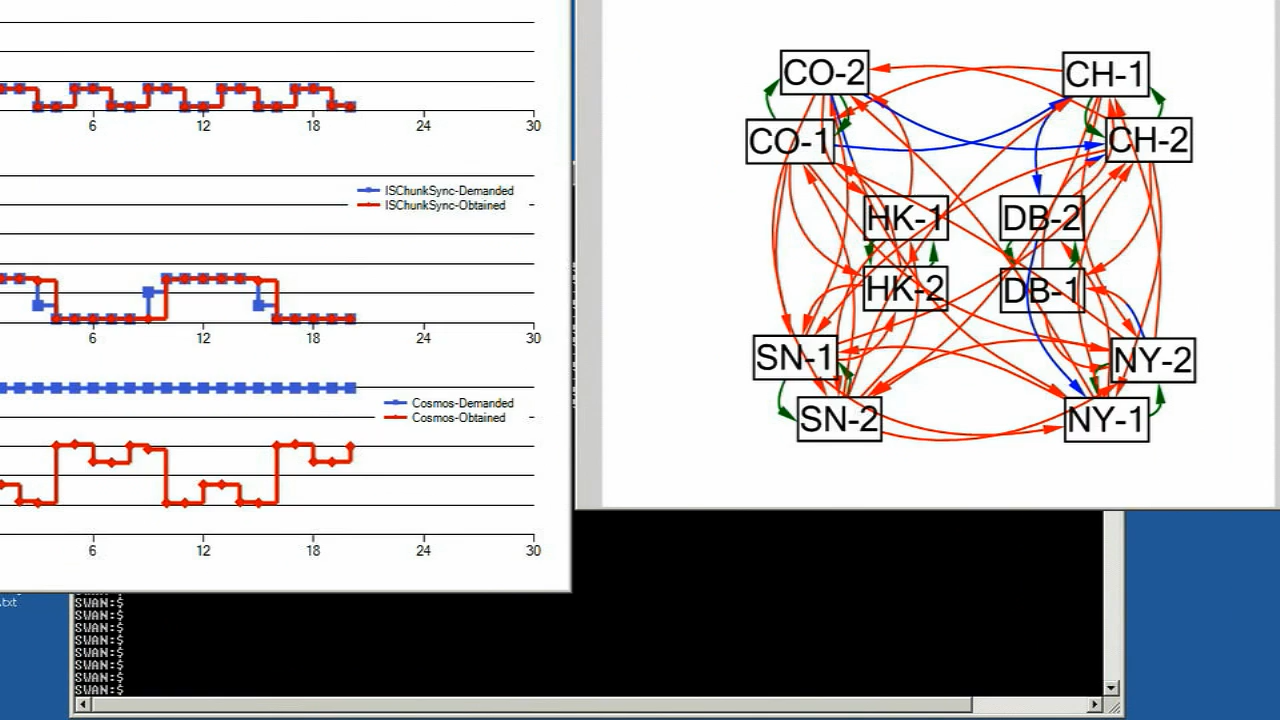 6 12 18 24 30
ISChunkSync-Demanded
ISChunkSync-Obtained
6 12 18 24 30
Cosmos-Demanded
Cosmos-Obtained
6 12 18 24 30
CO-2
CH-1
CO-1
CH-2
HK-1
DB-2
HK-2
DB-1
SN-1
NY-2
SN-2
NY-1
.txt
SWAN:$
SWAN:$
SWAN:$
SWAN:$
SWAN:$
SWAN:$
SWAN:$
SWAN:$